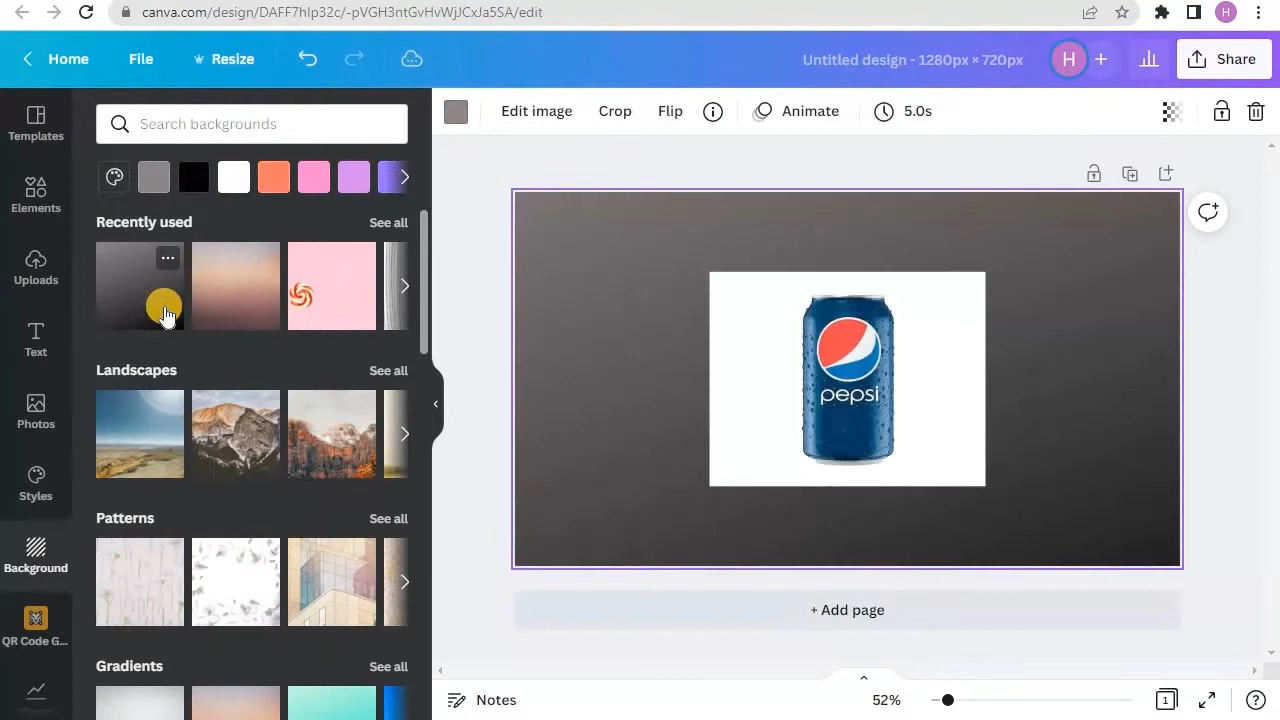 canva.com/design/DAFF7hIp32c/-pVGH3ntGvHvWjJCxJa5SA/edit
H
Home
File
Resize
Untitled design - 1280px × 720px
H
+
Share
Templates
Elements
Uploads
Text
Photos
Styles
Background
QR Code G...
Search backgrounds
Recently used
See all
Landscapes
See all
Patterns
See all
Gradients
See all
Edit image
Crop
Flip
Animate
5.0s
pepsi
+ Add page
Notes
52%
1
?